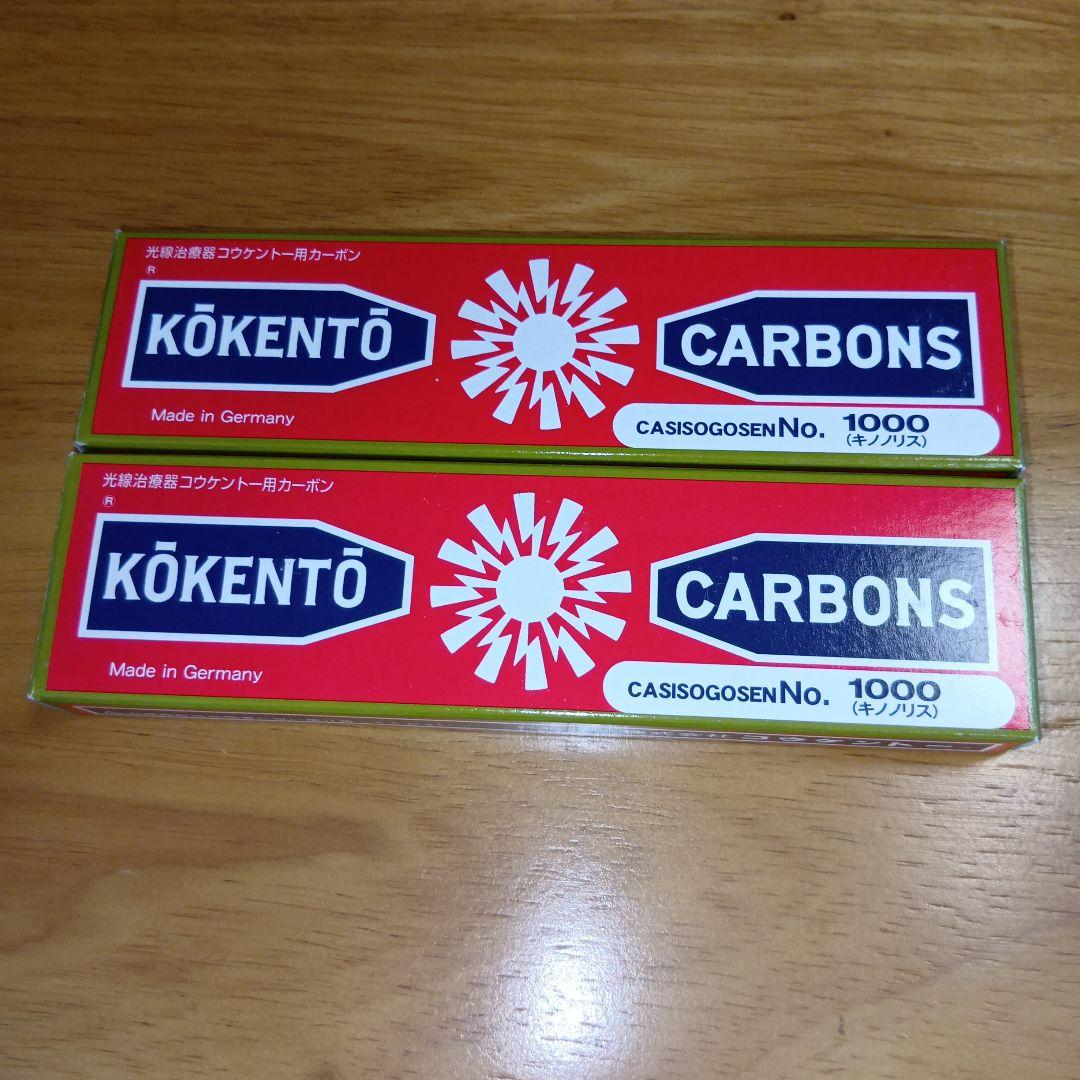 光線治療器コウケントー用カーボン
®
KŌKENTŌ
CARBONS
Made in Germany
CASISOGOSEN No. 1000
(キノノリス)
光線治療器コウケントー用カーボン
®
KŌKENTŌ
CARBONS
Made in Germany
CASISOGOSEN No. 1000
(キノノリス)